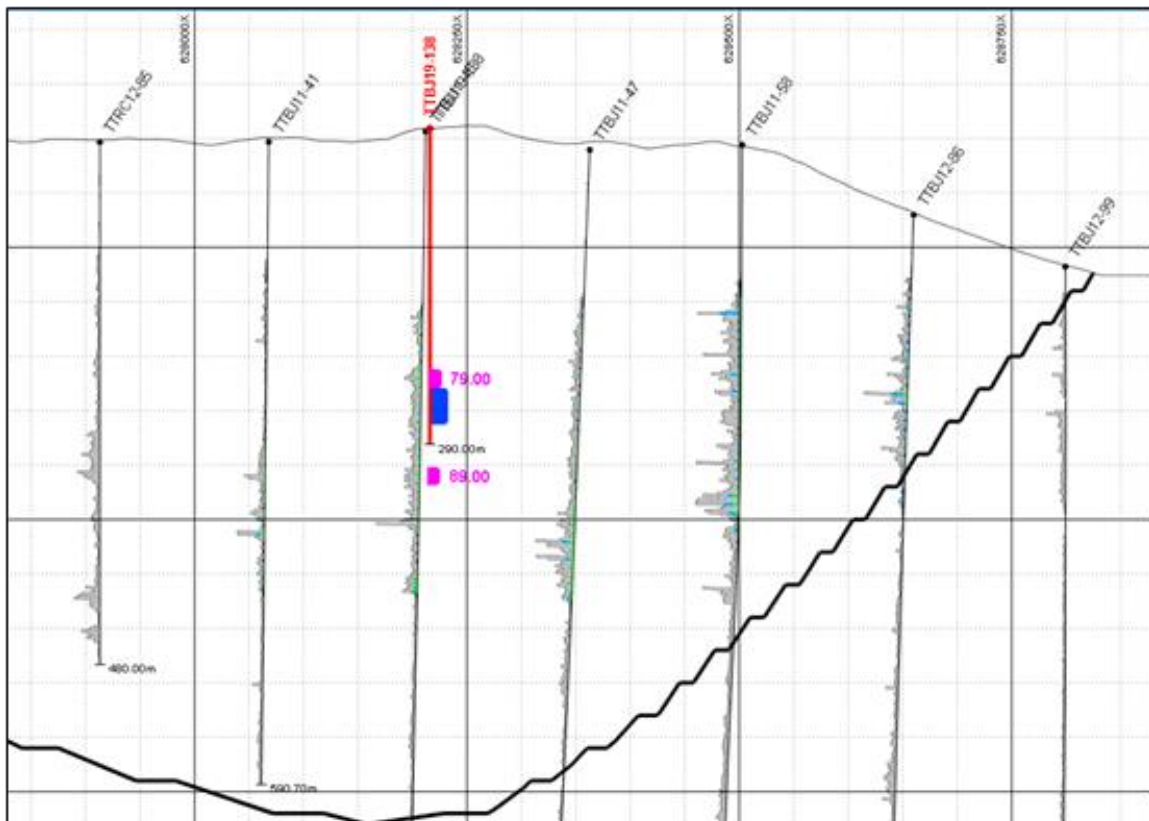 628000X
628250X
628500X
628750X
TTRC12-85
TTBJ11-41
TTBJ19-138
TTBJ11-47
TTBJ11-58
TTBJ12-86
TTBJ12-99
79.00
290.00m
89.00
480.00m
590.70m